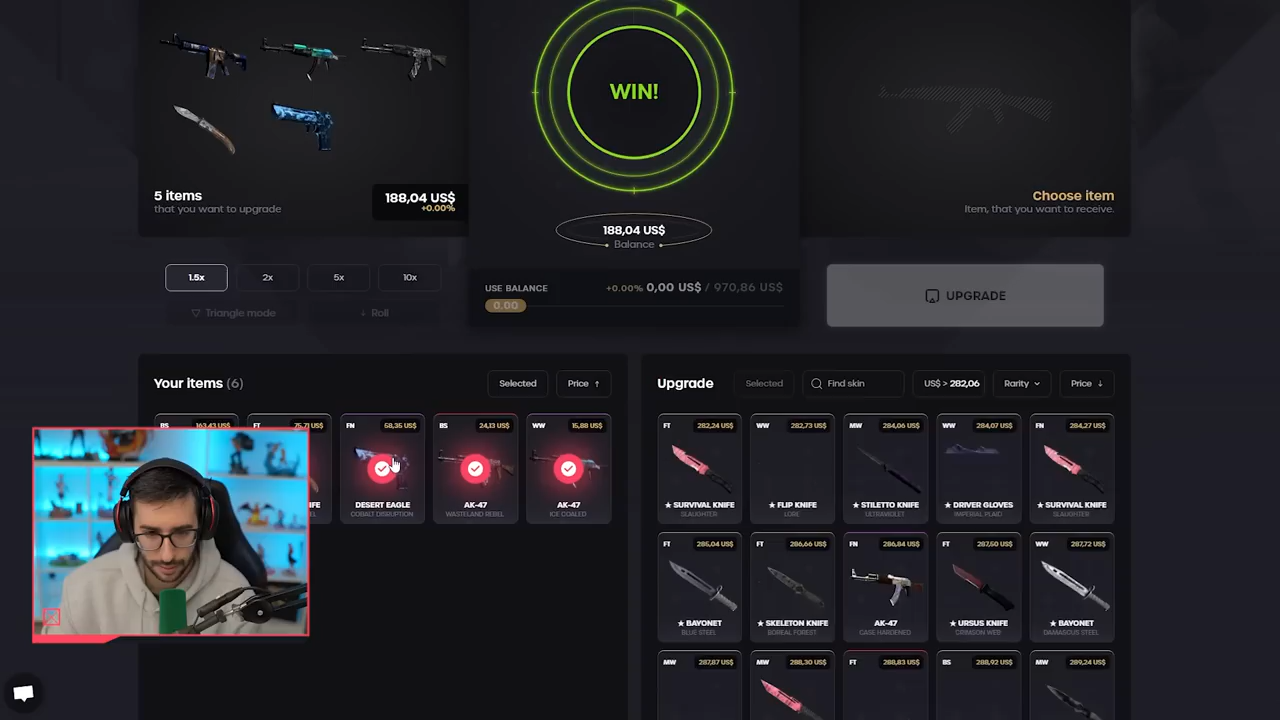 WIN!
5 items
that you want to upgrade
188,04 US$
+0.00%
188,04 US$
Balance
Choose item
Item, that you want to receive.
1.5x
2x
5x
10x
Triangle mode
Roll
USE BALANCE
+0.00% 0,00 US$ / 970,86 US$
0.00
UPGRADE
Your items (6)
Selected
Price
Upgrade
Selected
Find skin
US$ > 282,06
Rarity
Price
BS 163,43 US$
FT 75,71 US$
FN 58,35 US$
DESERT EAGLE
COBALT DISRUPTION
BS 24,13 US$
AK-47
WASTELAND REBEL
WW 15,88 US$
AK-47
ICE COALED
FT 282,24 US$
★ SURVIVAL KNIFE
SLAUGHTER
WW 282,73 US$
★ FLIP KNIFE
LORE
MW 284,06 US$
★ STILETTO KNIFE
ULTRAVIOLET
WW 284,07 US$
★ DRIVER GLOVES
IMPERIAL PLAID
FN 284,27 US$
★ SURVIVAL KNIFE
SLAUGHTER
FT 285,04 US$
★ BAYONET
BLUE STEEL
FT 286,66 US$
★ SKELETON KNIFE
BOREAL FOREST
FN 286,84 US$
AK-47
CASE HARDENED
FT 287,50 US$
★ URSUS KNIFE
CRIMSON WEB
WW 287,72 US$
★ BAYONET
DAMASCUS STEEL
MW 287,87 US$
MW 288,30 US$
FT 288,83 US$
BS 288,92 US$
MW 289,24 US$